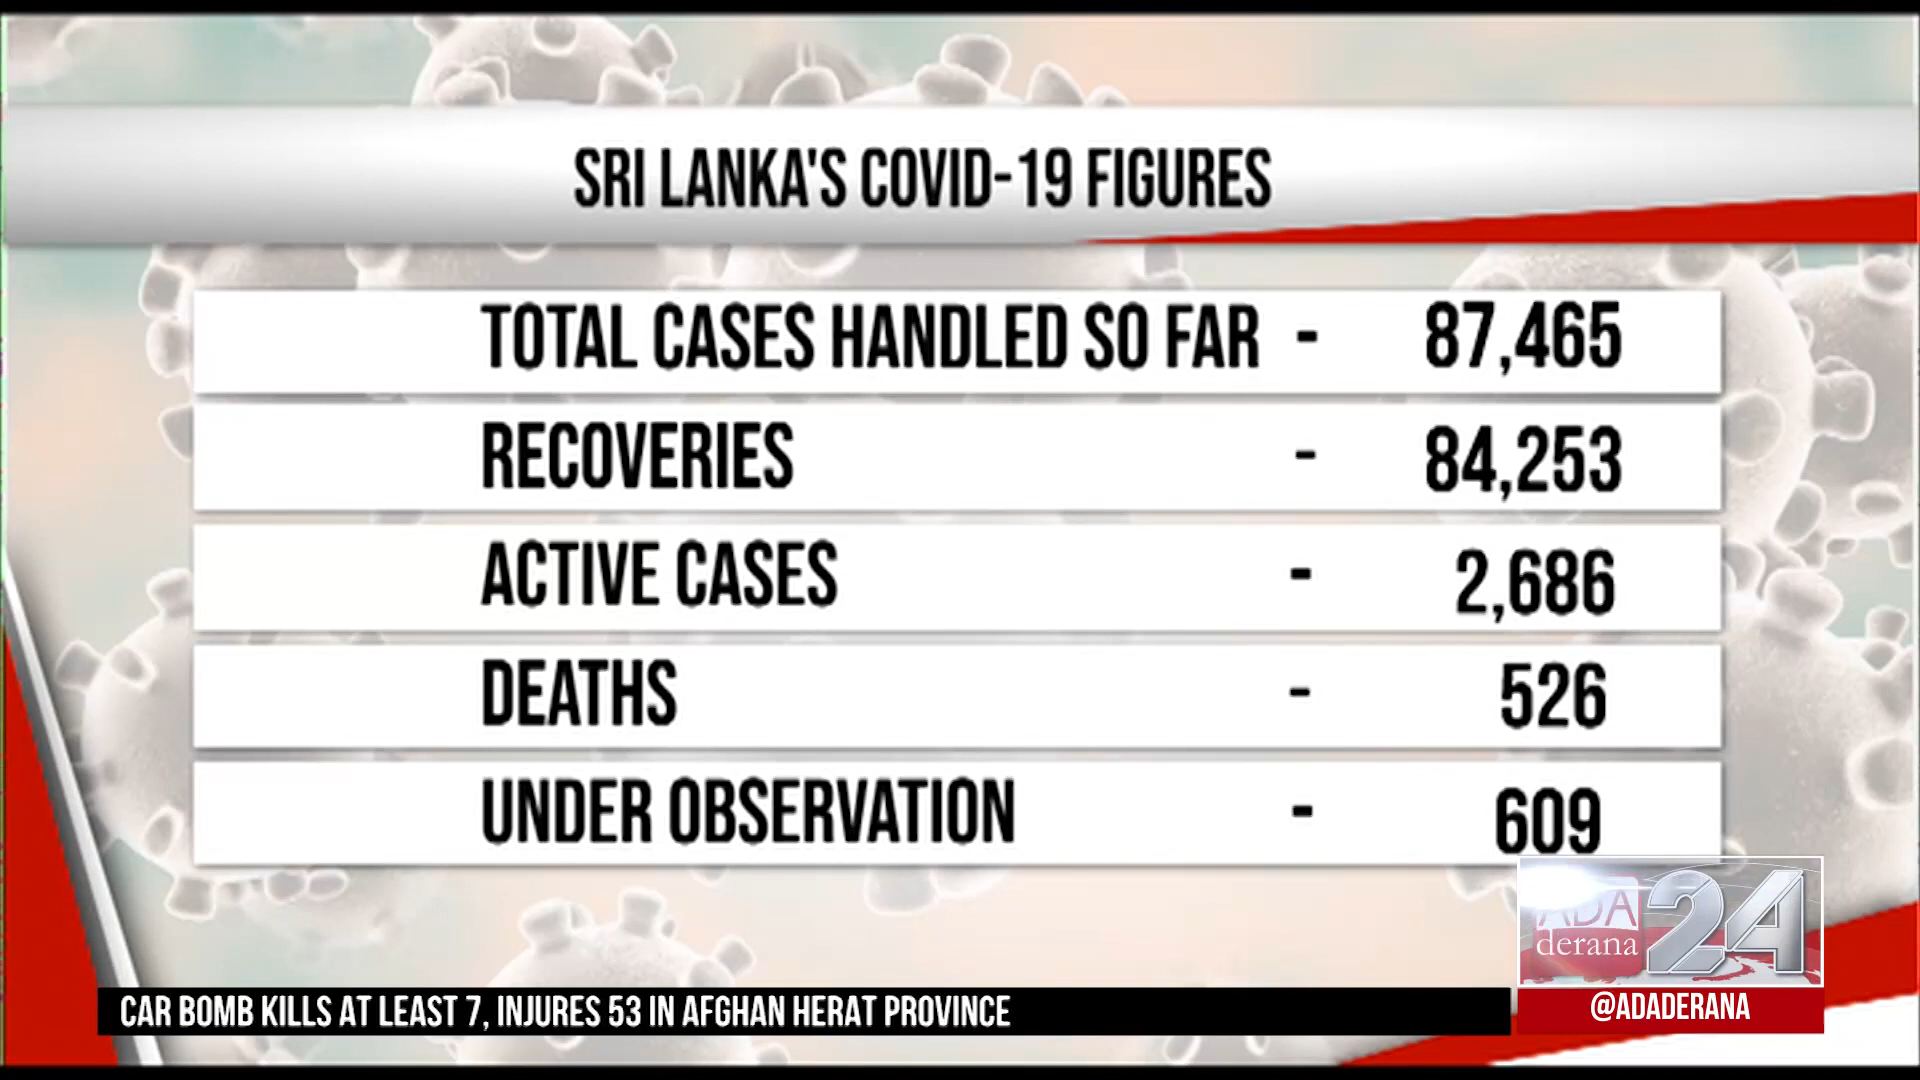 SRI LANKA'S COVID-19 FIGURES
TOTAL CASES HANDLED SO FAR - 87,465
RECOVERIES - 84,253
ACTIVE CASES - 2,686
DEATHS - 526
UNDER OBSERVATION - 609
ADA
derana
24
@ADADERANA
CAR BOMB KILLS AT LEAST 7, INJURES 53 IN AFGHAN HERAT PROVINCE